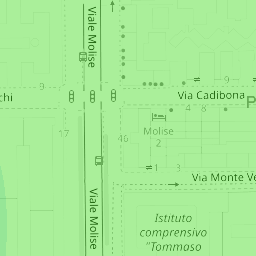 Viale Molise
9
Via Cadibona
9
chi
P
4
8
17
46
Molise
2
1
3
Via Monte Ve
Viale Molise
Istituto
comprensivo
"Tommaso